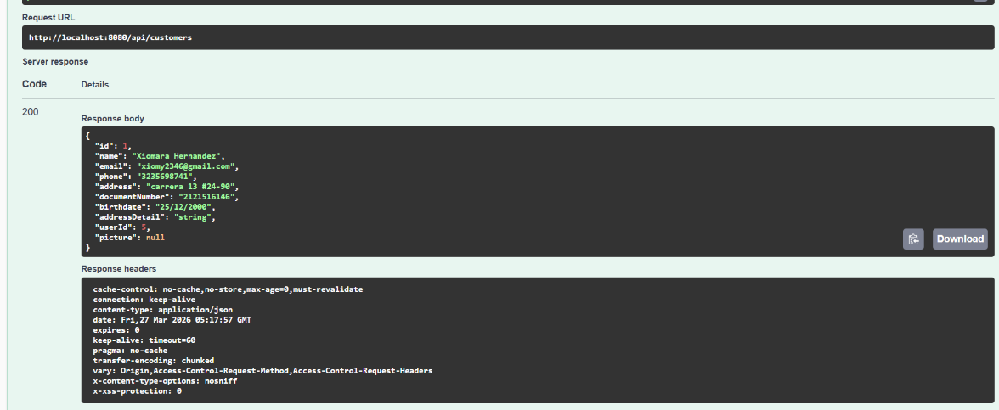 Request URL
http://localhost:8080/api/customers
Server response
Code Details
200
Response body
{
  "id": 1,
  "name": "Xiomara Hernandez",
  "email": "xiomy2346@gmail.com",
  "phone": "3235698741",
  "address": "carrera 13 #24-90",
  "documentNumber": "2121516146",
  "birthdate": "25/12/2000",
  "addressDetail": "string",
  "userId": 5,
  "picture": null
}
Download
Response headers
cache-control: no-cache,no-store,max-age=0,must-revalidate
connection: keep-alive
content-type: application/json
date: Fri,27 Mar 2026 05:17:57 GMT
expires: 0
keep-alive: timeout=60
pragma: no-cache
transfer-encoding: chunked
vary: Origin,Access-Control-Request-Method,Access-Control-Request-Headers
x-content-type-options: nosniff
x-xss-protection: 0